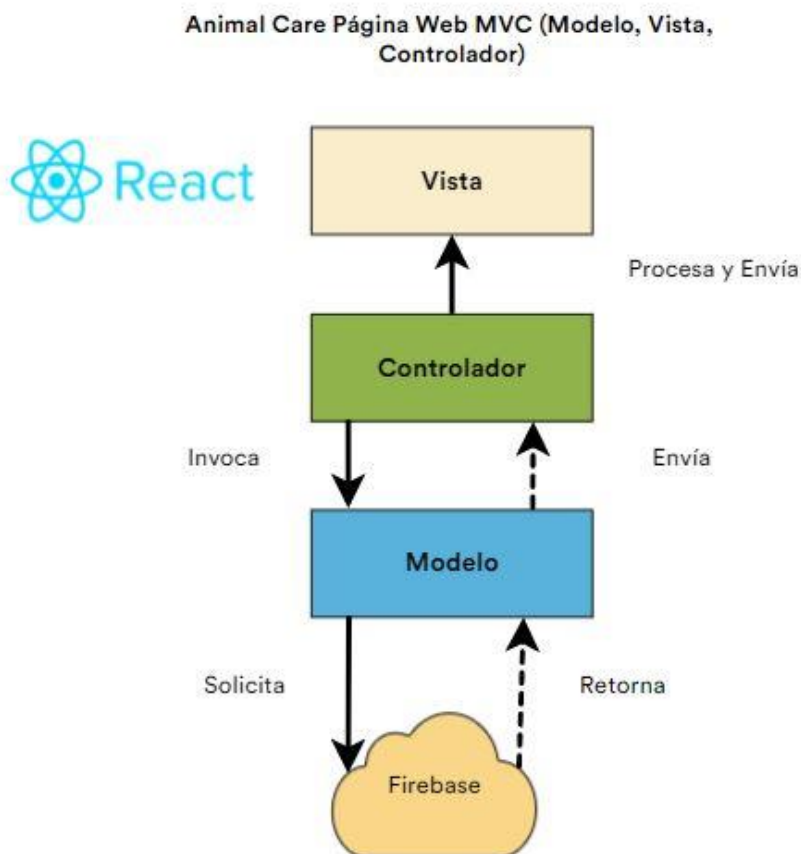 Animal Care Página Web MVC (Modelo, Vista,
Controlador)
React
Vista
Procesa y Envía
Controlador
Invoca
Envía
Modelo
Solicita
Retorna
Firebase